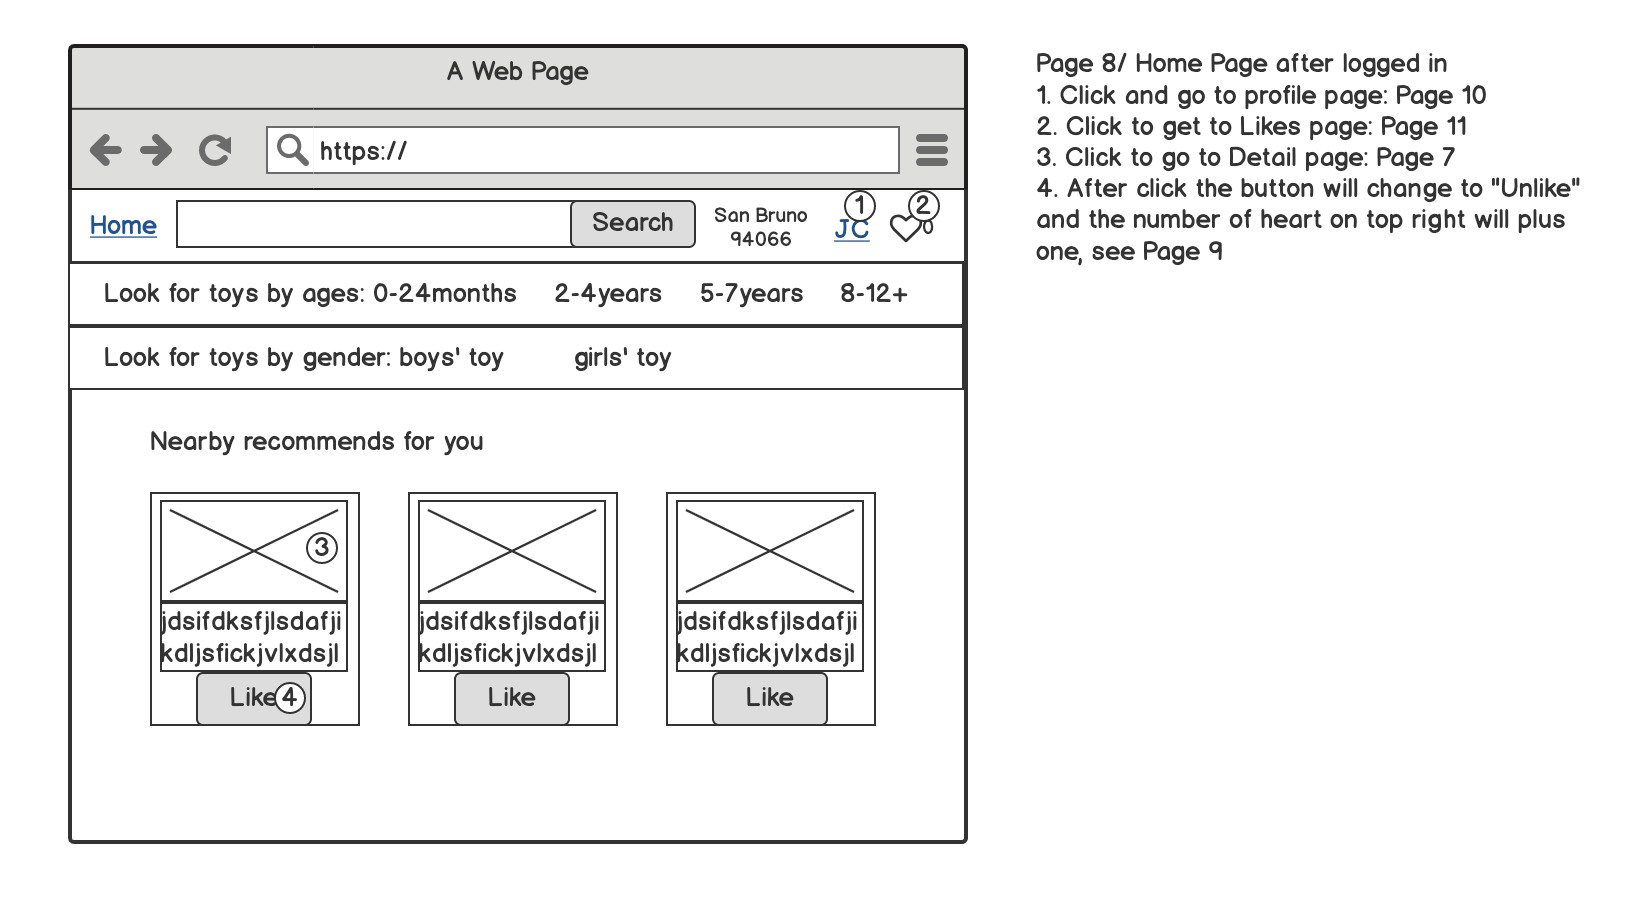 A Web Page
https://
Home
Search
San Bruno
94066
1
JC
2
0
Look for toys by ages: 0-24months 2-4years 5-7years 8-12+
Look for toys by gender: boys' toy girls' toy
Nearby recommends for you
3
jdsifdksfjlsdafji jdsifdksfjlsdafji jdsifdksfjlsdafji
kdljsfickjvlxdsjl kdljsfickjvlxdsjl kdljsfickjvlxdsjl
Like 4 Like Like
Page 8/ Home Page after logged in
1. Click and go to profile page: Page 10
2. Click to get to Likes page: Page 11
3. Click to go to Detail page: Page 7
4. After click the button will change to "Unlike"
and the number of heart on top right will plus
one, see Page 9